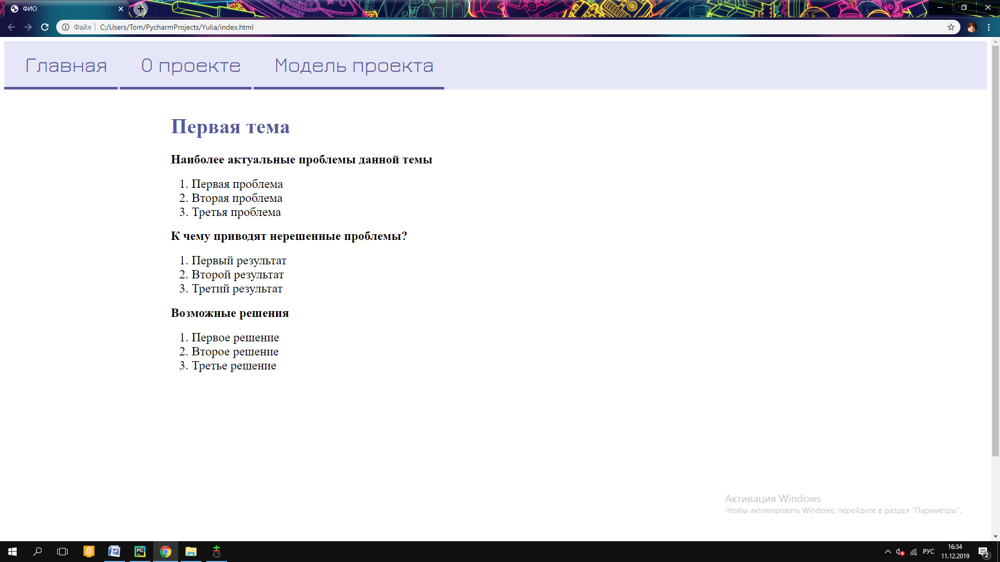 ФИО
Файл
C:/Users/Tom/PycharmProjects/Yulia/index.html
Главная
О проекте
Модель проекта
Первая тема
Наиболее актуальные проблемы данной темы
1. Первая проблема
2. Вторая проблема
3. Третья проблема
К чему приводят нерешенные проблемы?
1. Первый результат
2. Второй результат
3. Третий результат
Возможные решения
1. Первое решение
2. Второе решение
3. Третье решение
Активация Windows
Чтобы активировать Windows, перейдите в раздел "Параметры".
РУС
16:34
11.12.2019
2